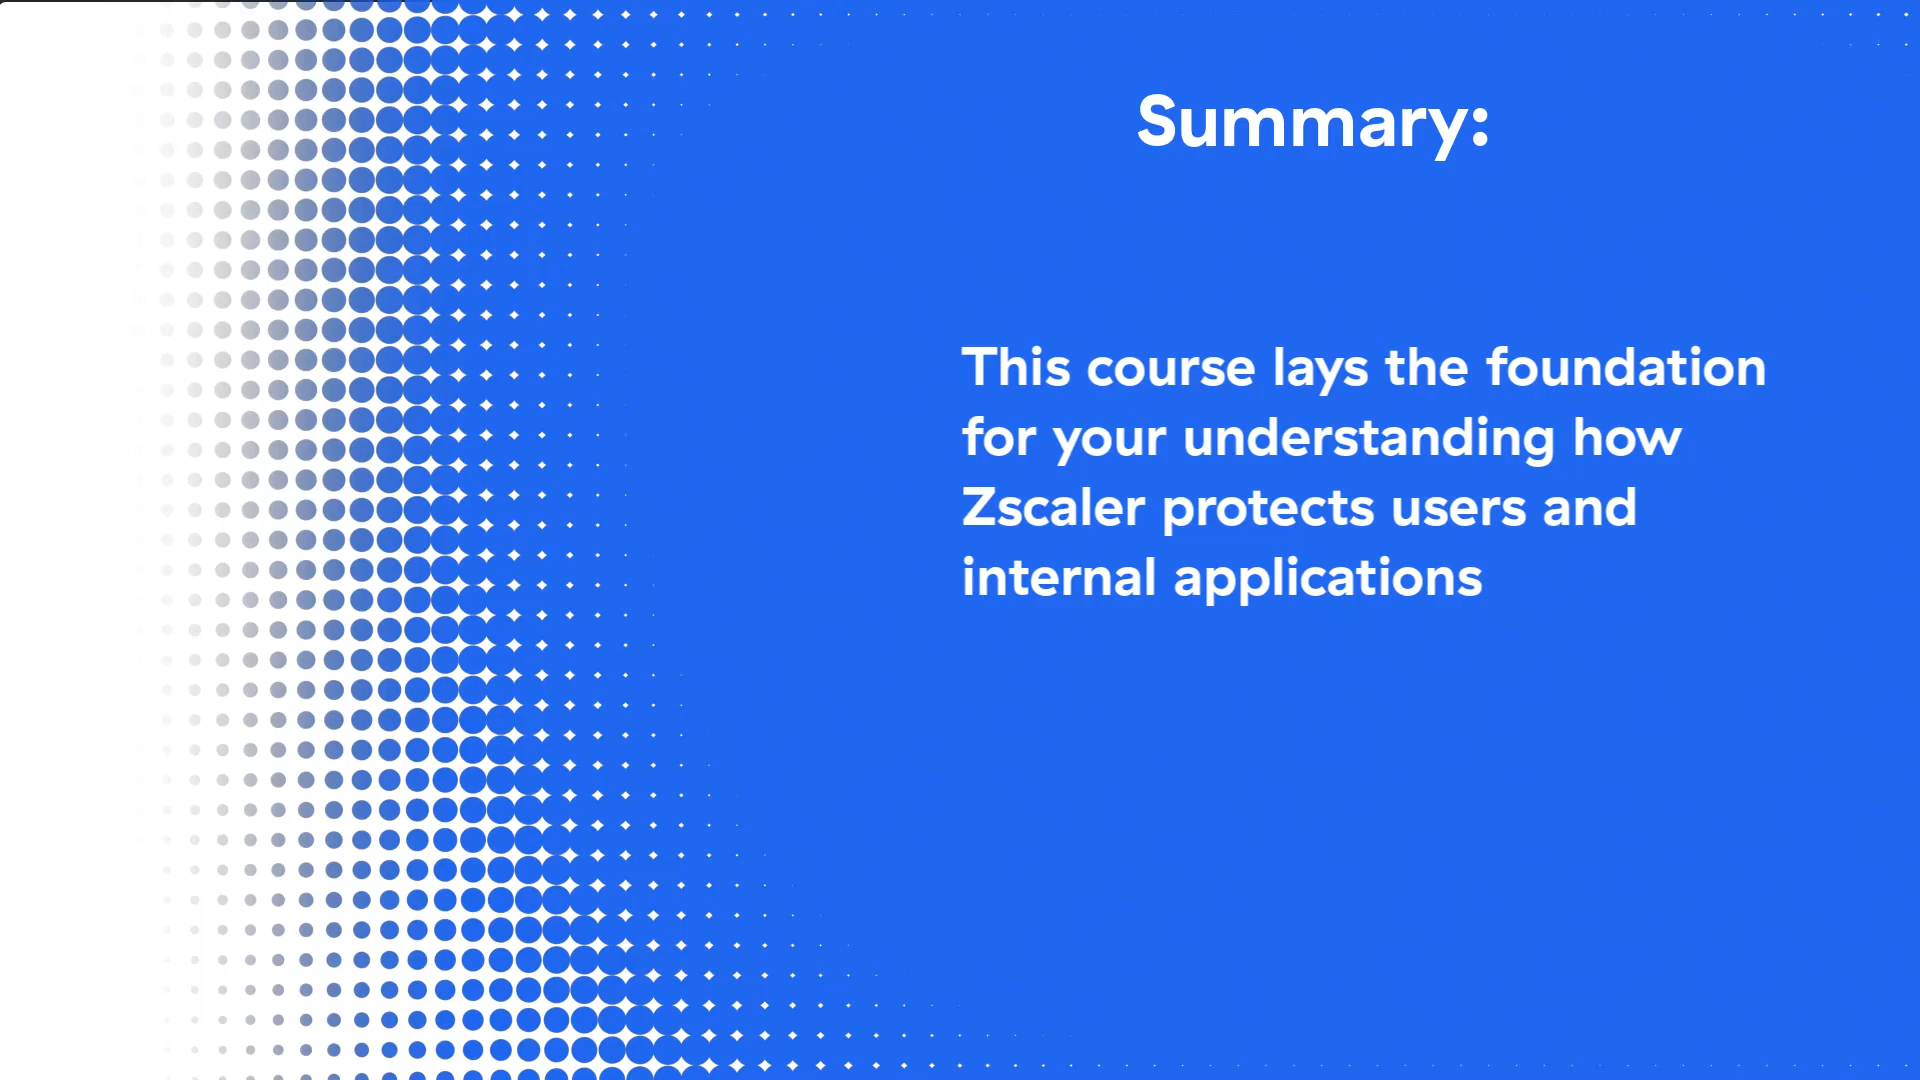 Summary:
This course lays the foundation
for your understanding how
Zscaler protects users and
internal applications